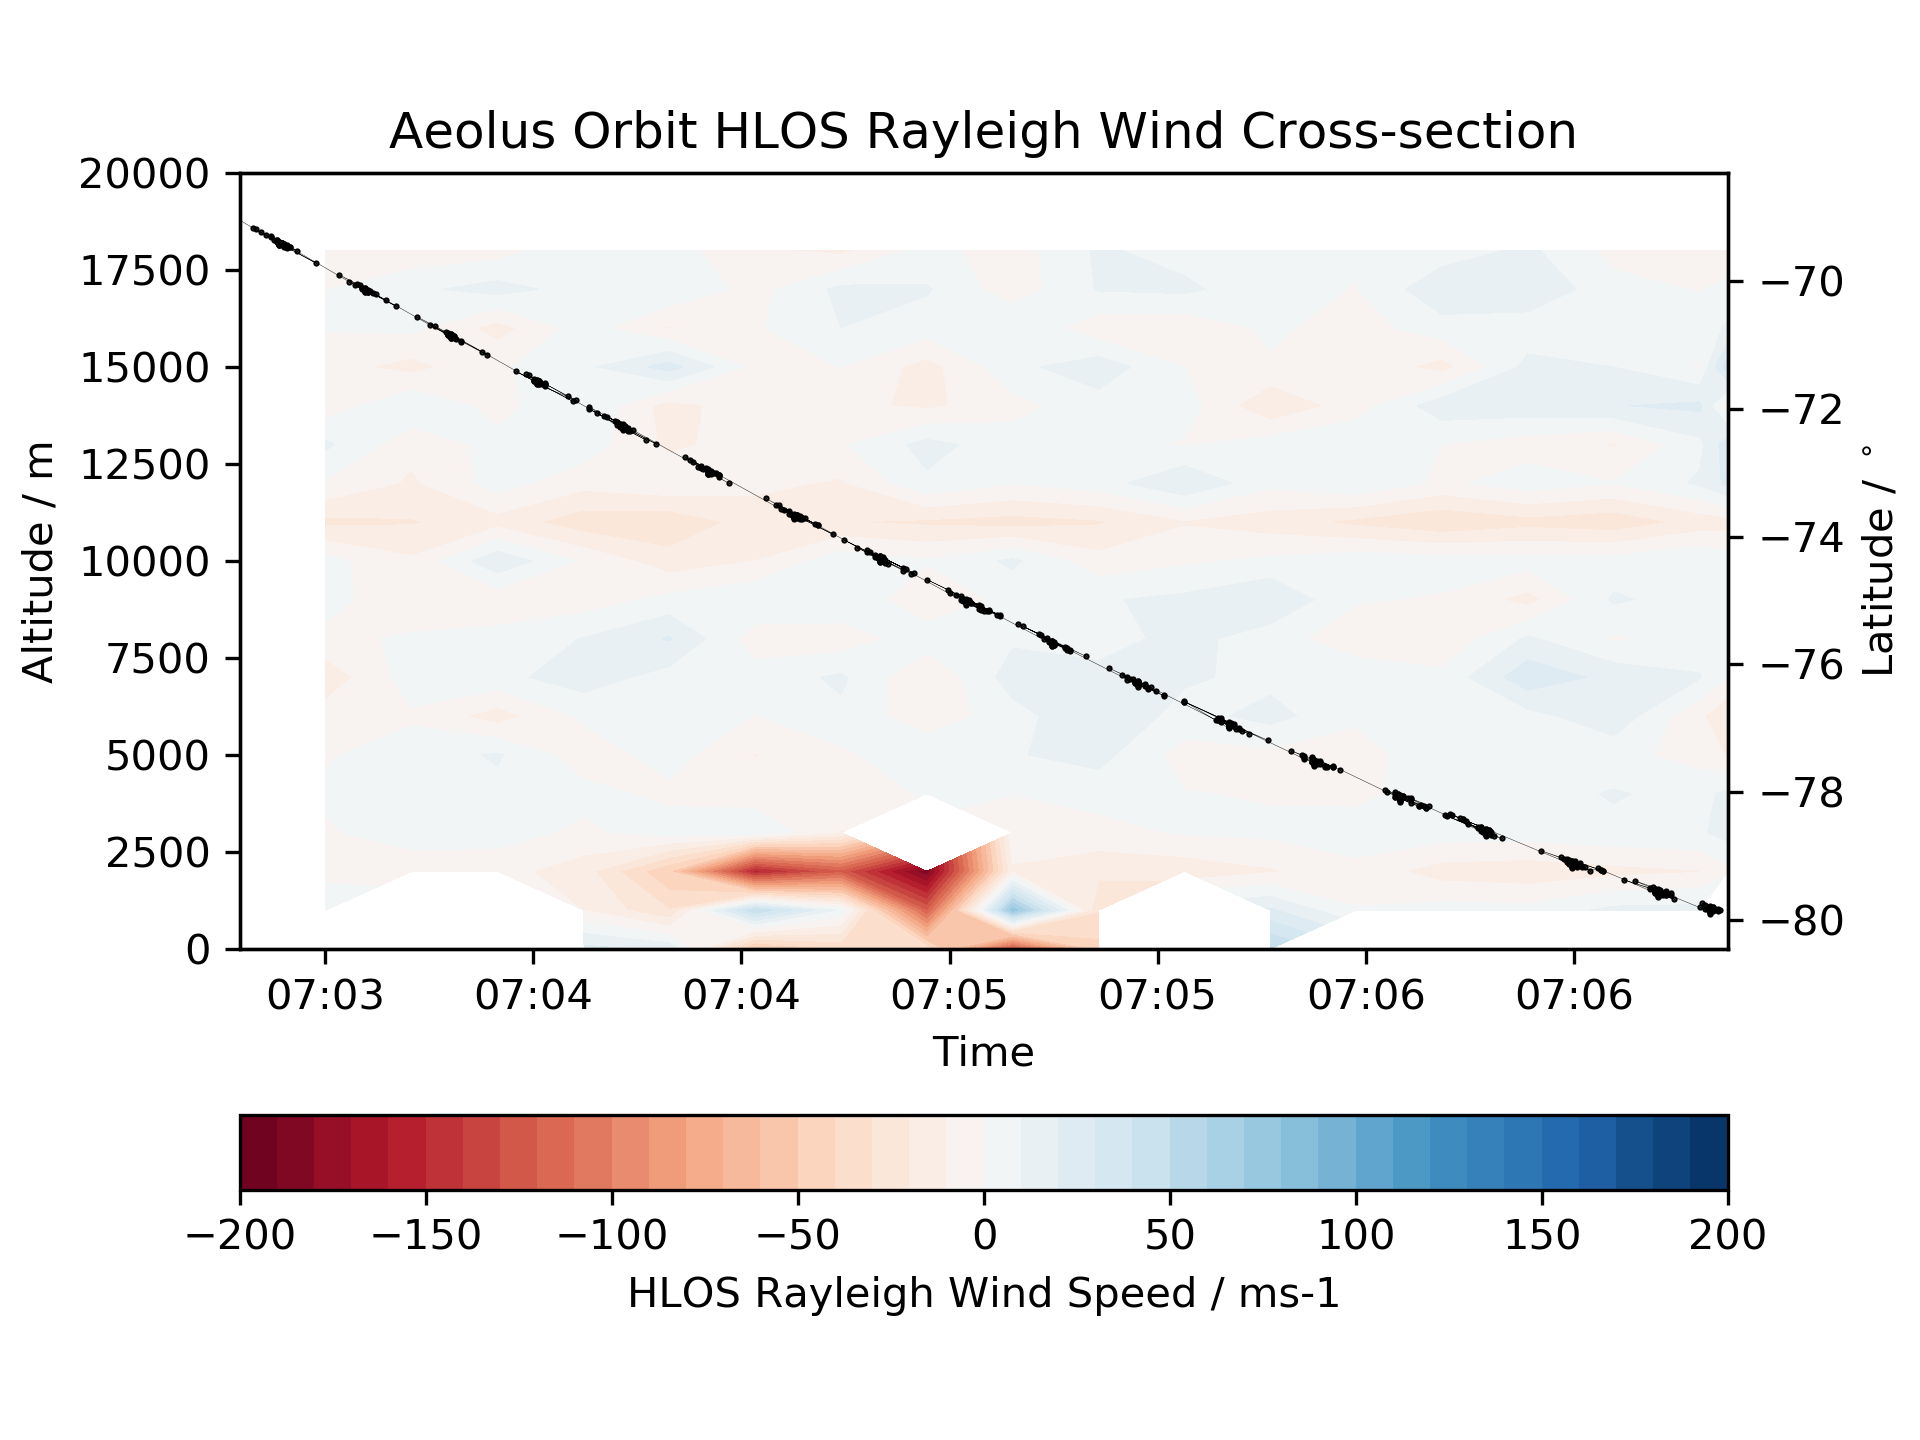 Aeolus Orbit HLOS Rayleigh Wind Cross-section
20000
17500
15000
12500
10000
7500
5000
2500
0
Altitude / m
−70
−72
−74
−76
−78
−80
Latitude / °
07:03 07:04 07:04 07:05 07:05 07:06 07:06
Time
−200 −150 −100 −50 0 50 100 150 200
HLOS Rayleigh Wind Speed / ms-1